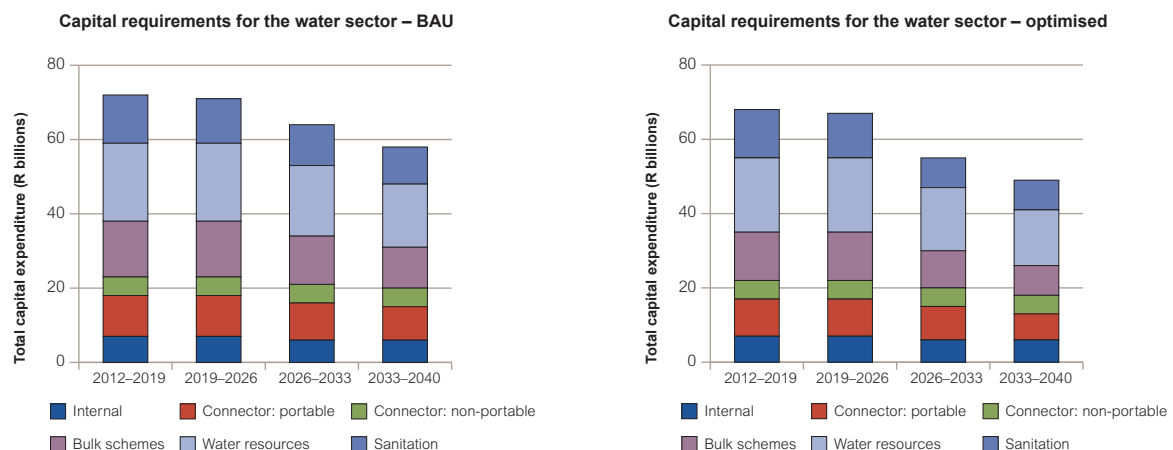 Capital requirements for the water sector – BAU
Total capital expenditure (R billions)
80
60
40
20
0
2012–2019 2019–2026 2026–2033 2033–2040
Internal Connector: portable Connector: non-portable
Bulk schemes Water resources Sanitation
Capital requirements for the water sector – optimised
Total capital expenditure (R billions)
80
60
40
20
0
2012–2019 2019–2026 2026–2033 2033–2040
Internal Connector: portable Connector: non-portable
Bulk schemes Water resources Sanitation